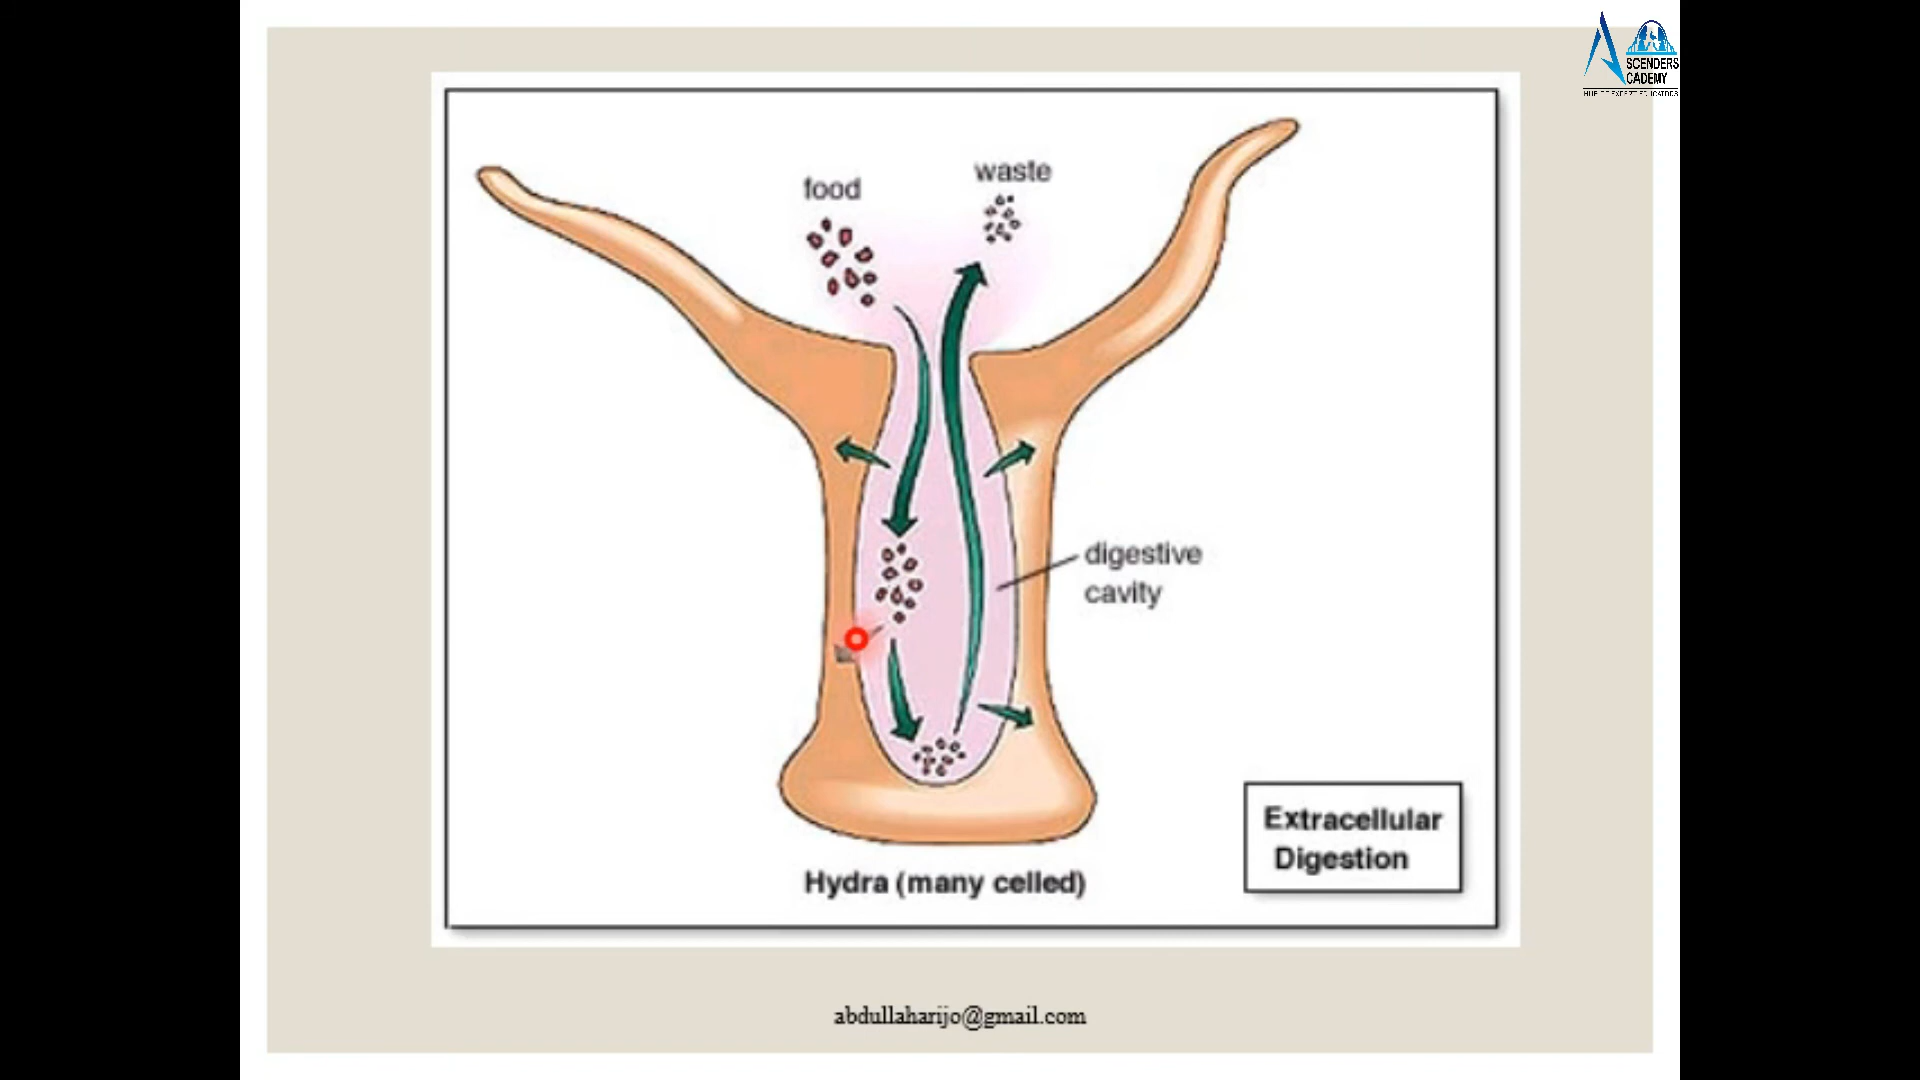 A
SCENDERS
CADEMY
food
waste
digestive
cavity
Extracellular
Digestion
Hydra (many celled)
abdullaharijo@gmail.com